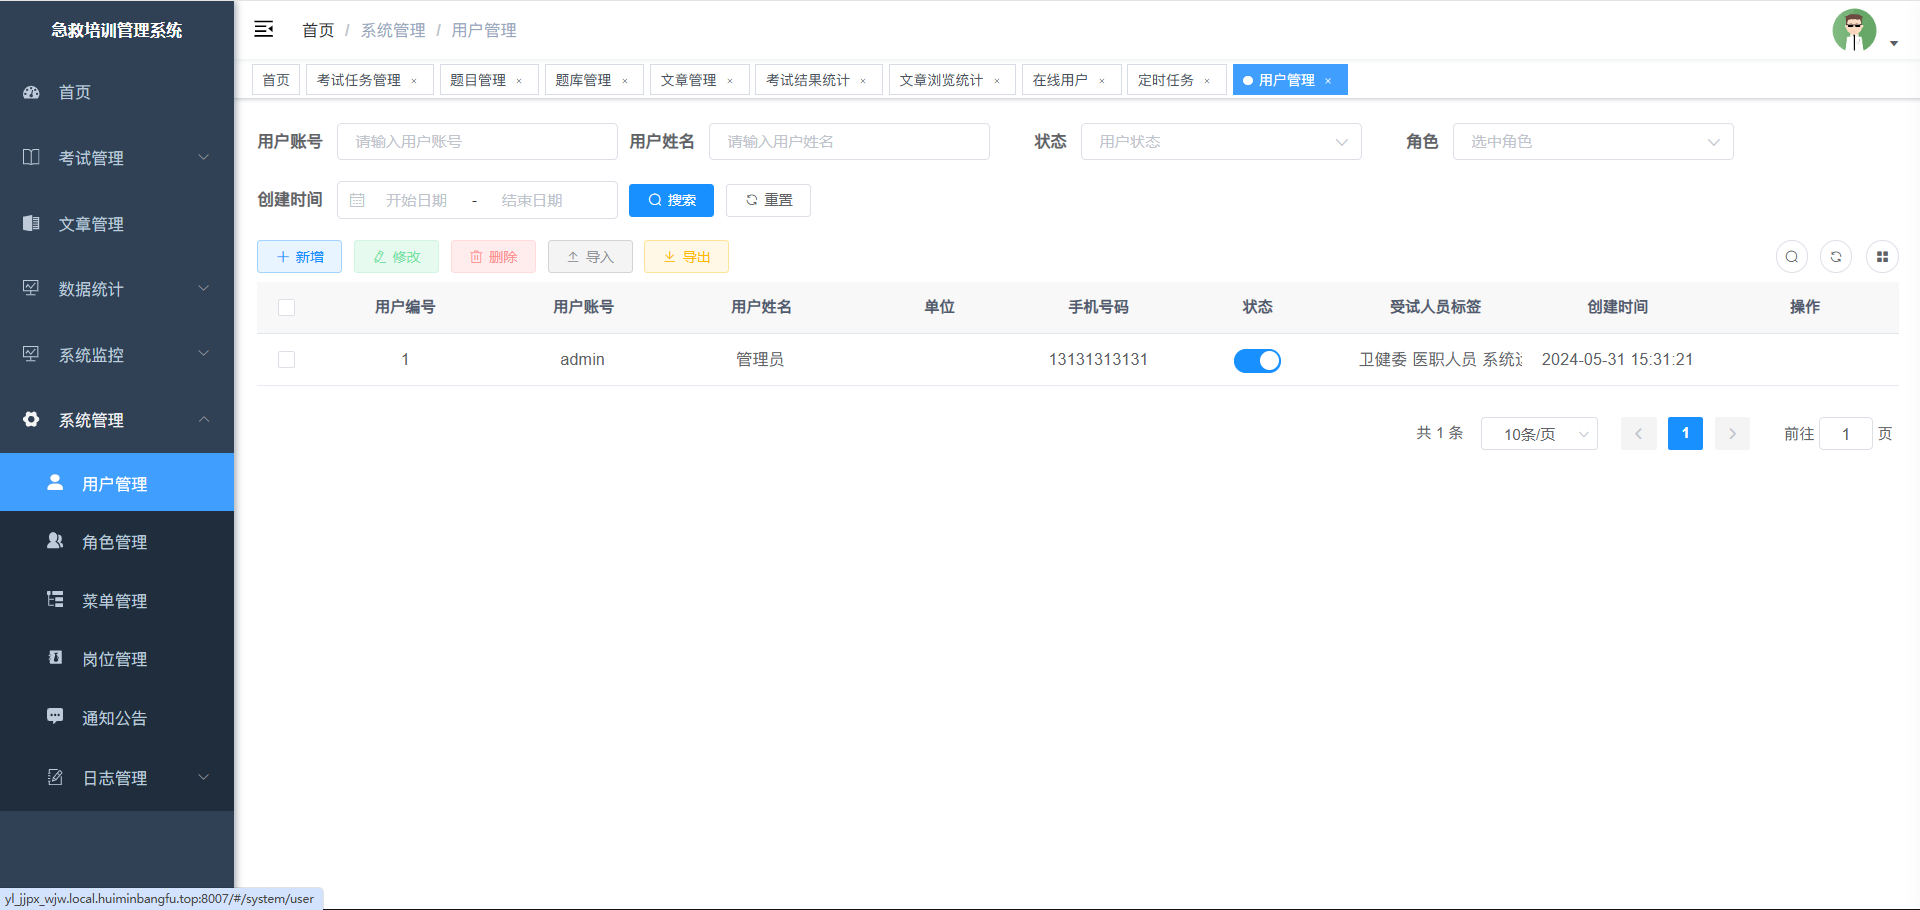 急救培训管理系统
首页
考试管理
文章管理
数据统计
系统监控
系统管理
用户管理
角色管理
菜单管理
岗位管理
通知公告
日志管理
首页 / 系统管理 / 用户管理
首页 考试任务管理 × 题目管理 × 题库管理 × 文章管理 × 考试结果统计 × 文章浏览统计 × 在线用户 × 定时任务 × 用户管理 ×
用户账号 请输入用户账号 用户姓名 请输入用户姓名 状态 用户状态 角色 选中角色
创建时间 开始日期 - 结束日期 搜索 重置
新增 修改 删除 导入 导出
用户编号 用户账号 用户姓名 单位 手机号码 状态 受试人员标签 创建时间 操作
1 admin 管理员 13131313131 卫健委 医职人员 系统 2024-05-31 15:31:21
共 1 条 10条/页 1 前往 1 页
yl_jjpx_wjw.local.huiminbangfu.top:8007/#/system/user